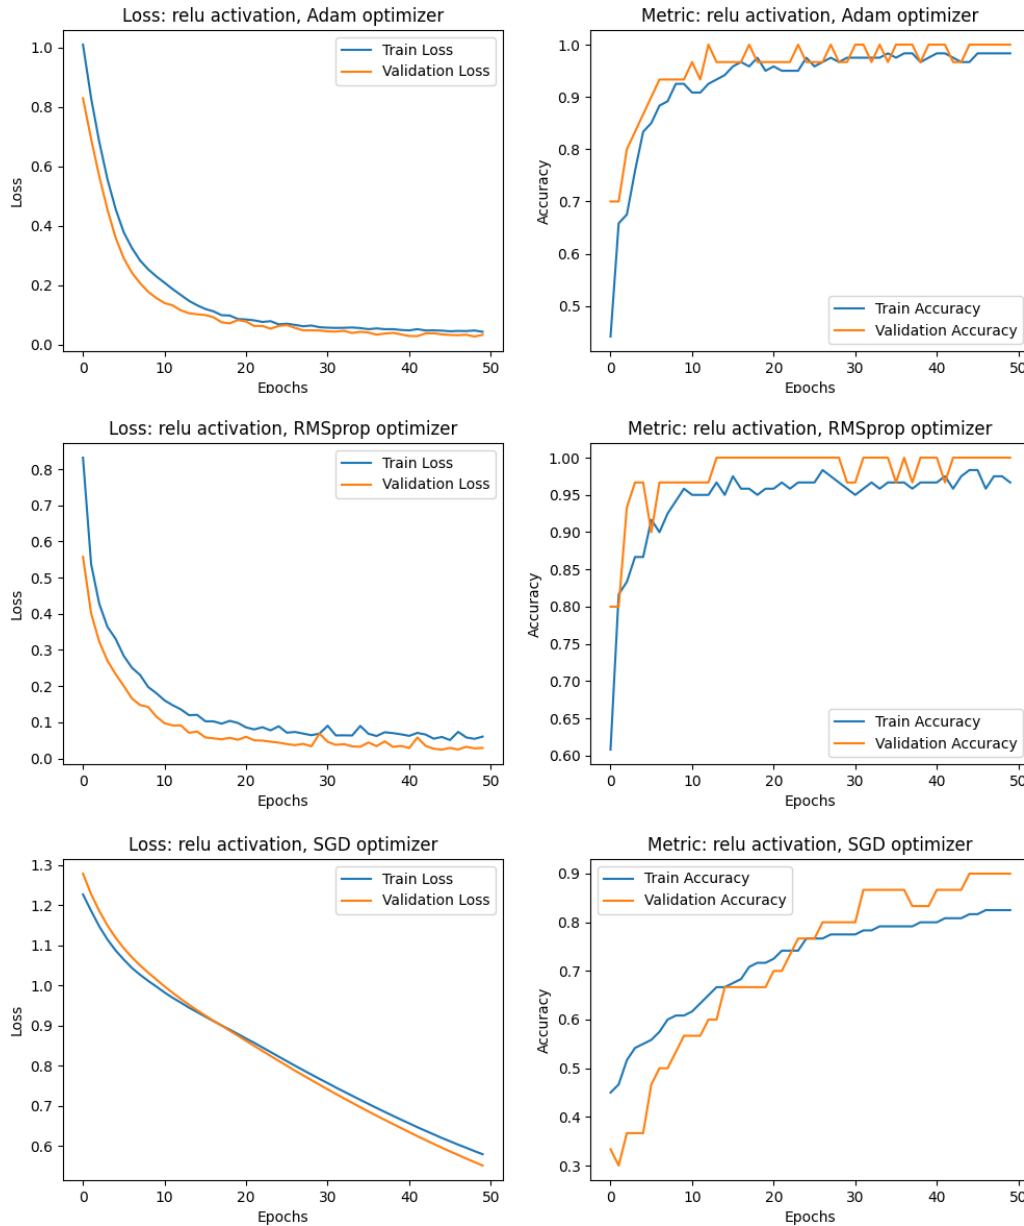 Loss: relu activation, Adam optimizer
1.0
0.8
0.6
0.4
0.2
0.0
Loss
Train Loss
Validation Loss
0 10 20 30 40 50
Epochs
Metric: relu activation, Adam optimizer
1.0
0.9
0.8
0.7
0.6
0.5
Accuracy
Train Accuracy
Validation Accuracy
0 10 20 30 40 50
Epochs
Loss: relu activation, RMSprop optimizer
0.8
0.7
0.6
0.5
0.4
0.3
0.2
0.1
0.0
Loss
Train Loss
Validation Loss
0 10 20 30 40 50
Epochs
Metric: relu activation, RMSprop optimizer
1.00
0.95
0.90
0.85
0.80
0.75
0.70
0.65
0.60
Accuracy
Train Accuracy
Validation Accuracy
0 10 20 30 40 50
Epochs
Loss: relu activation, SGD optimizer
1.3
1.2
1.1
1.0
0.9
0.8
0.7
0.6
Loss
Train Loss
Validation Loss
0 10 20 30 40 50
Epochs
Metric: relu activation, SGD optimizer
0.9
0.8
0.7
0.6
0.5
0.4
0.3
Accuracy
Train Accuracy
Validation Accuracy
0 10 20 30 40 50
Epochs